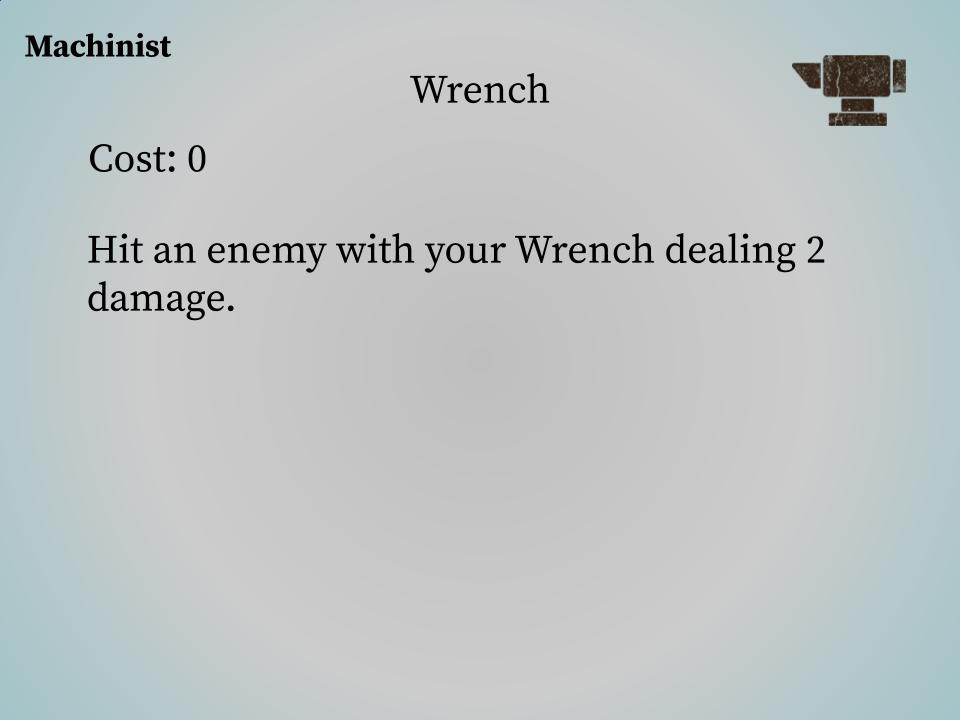 Machinist
Wrench
Cost: 0
Hit an enemy with your Wrench dealing 2
damage.